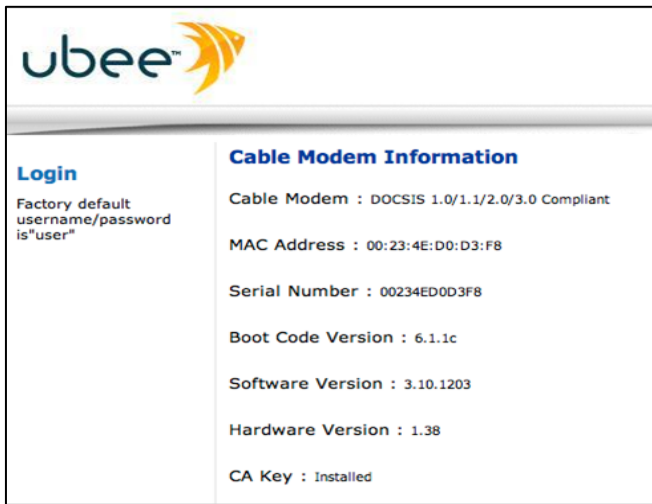 ubee™
Login
Factory default
username/password
is"user"
Cable Modem Information
Cable Modem : DOCSIS 1.0/1.1/2.0/3.0 Compliant
MAC Address : 00:23:4E:D0:D3:F8
Serial Number : 00234ED0D3F8
Boot Code Version : 6.1.1c
Software Version : 3.10.1203
Hardware Version : 1.38
CA Key : Installed